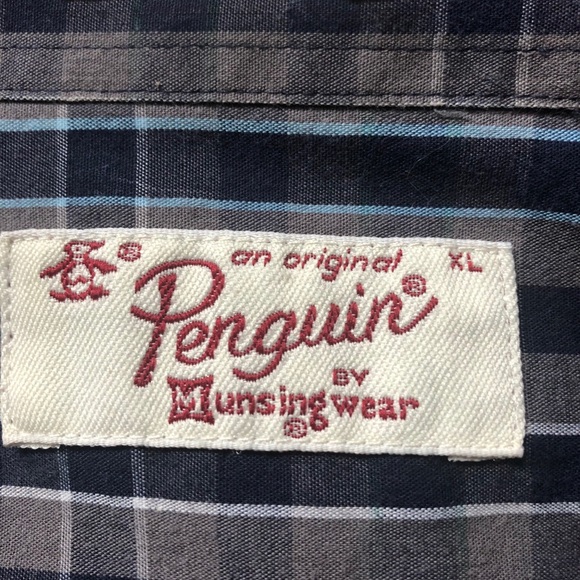 ® an original XL
Penguin®
BY
Munsingwear
®